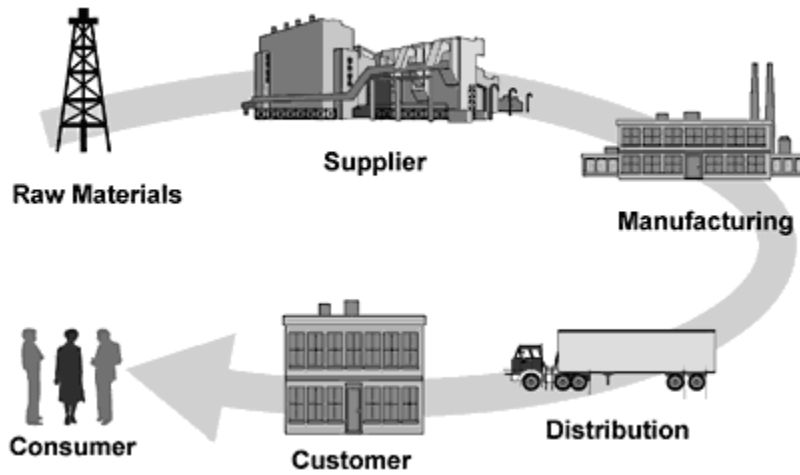 Raw Materials
Supplier
Manufacturing
Distribution
Customer
Consumer